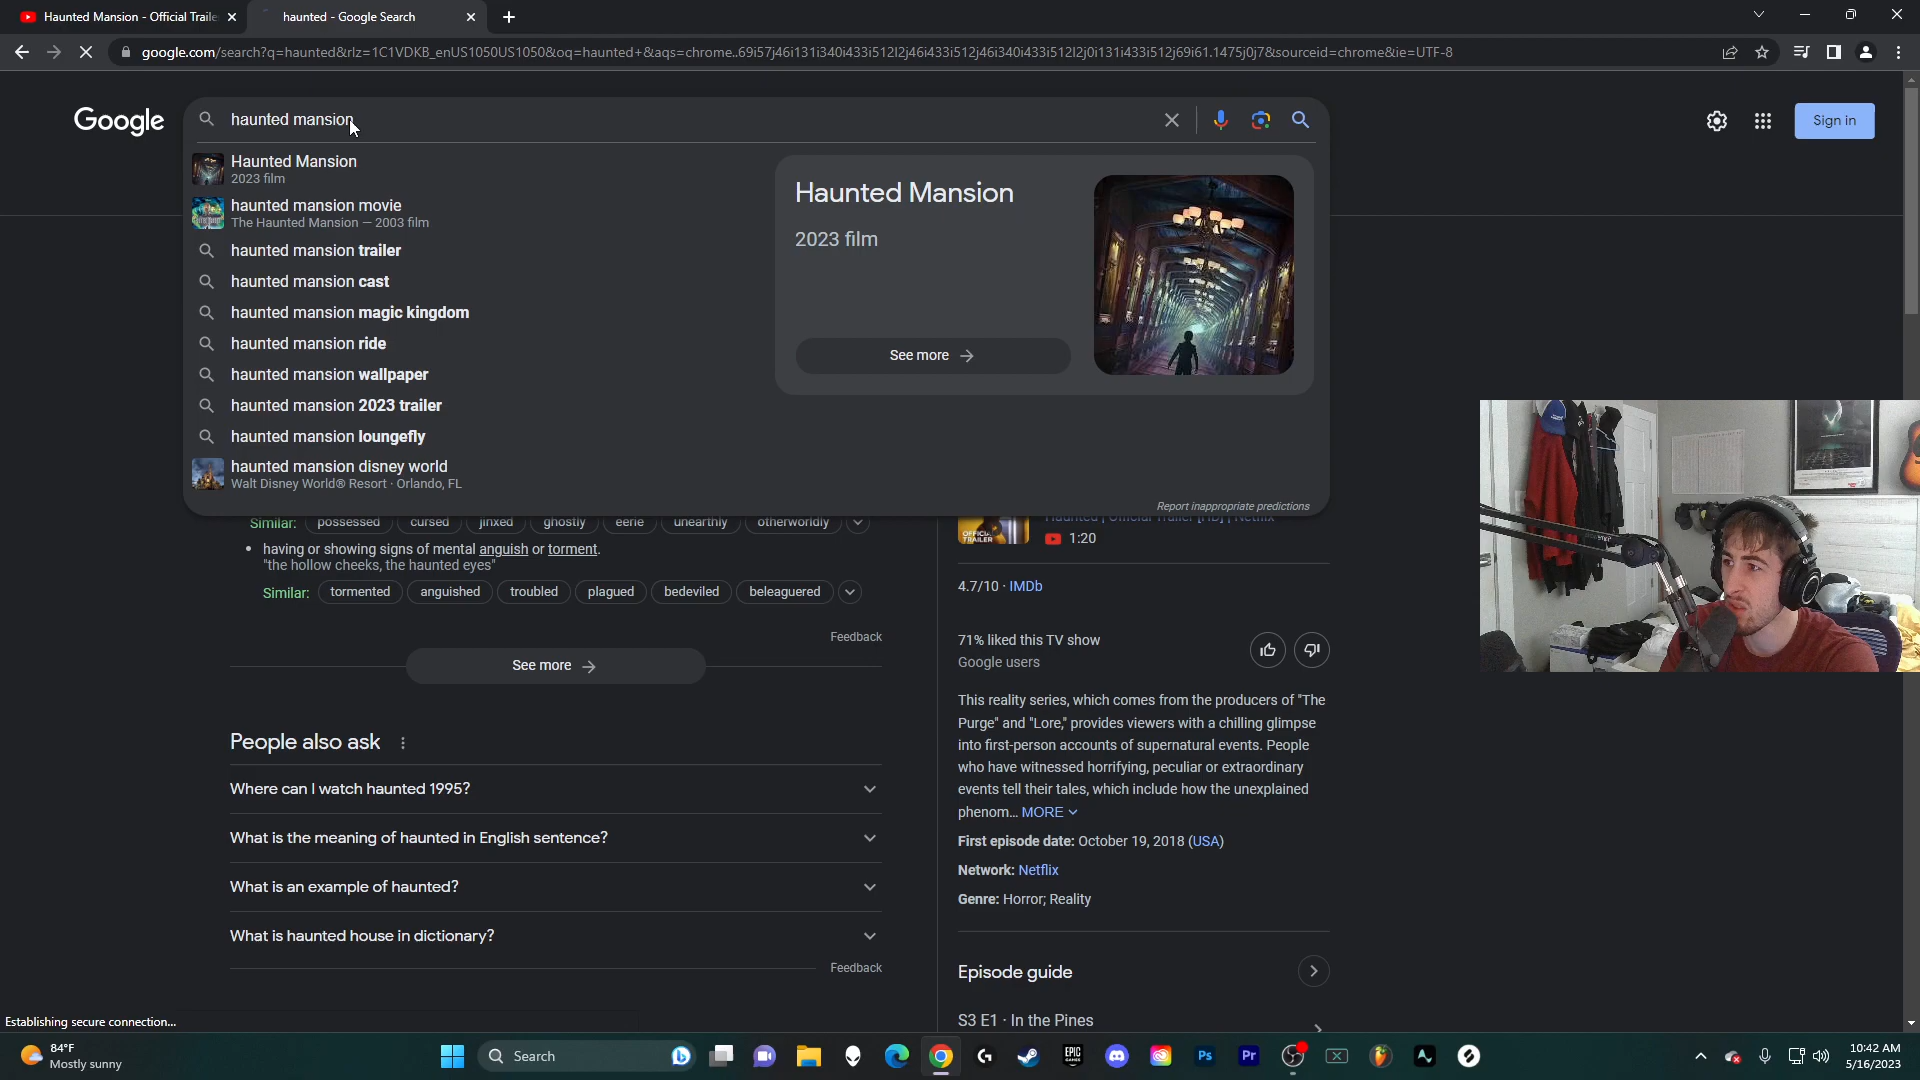 Haunted Mansion - Official Traile
haunted - Google Search
google.com/search?q=haunted&rlz=1C1VDKB_enUS1050US1050&oq=haunted+&aqs=chrome..69i57j46i131i340i433i512l2j46i433i512j46i340i433i512l2j0i131i433i512j69i61.1475j0j7&sourceid=chrome&ie=UTF-8
Google
haunted mansion
Sign in
Haunted Mansion
2023 film
haunted mansion movie
The Haunted Mansion — 2003 film
haunted mansion trailer
haunted mansion cast
haunted mansion magic kingdom
haunted mansion ride
haunted mansion wallpaper
haunted mansion 2023 trailer
haunted mansion loungefly
haunted mansion disney world
Walt Disney World® Resort · Orlando, FL
Haunted Mansion
2023 film
See more
Report inappropriate predictions
Similar: possessed cursed jinxed ghostly eerie unearthly otherworldly
• having or showing signs of mental anguish or torment.
"the hollow cheeks, the haunted eyes"
Similar: tormented anguished troubled plagued bedeviled beleaguered
Feedback
See more
People also ask
Where can I watch haunted 1995?
What is the meaning of haunted in English sentence?
What is an example of haunted?
What is haunted house in dictionary?
Feedback
OFFICIAL
TRAILER
Haunted | Official Trailer [HD] | Netflix
1:20
4.7/10 · IMDb
71% liked this TV show
Google users
This reality series, which comes from the producers of "The
Purge" and "Lore," provides viewers with a chilling glimpse
into first-person accounts of supernatural events. People
who have witnessed horrifying, peculiar or extraordinary
events tell their tales, which include how the unexplained
phenom... MORE
First episode date: October 19, 2018 (USA)
Network: Netflix
Genre: Horror; Reality
Episode guide
S3 E1 · In the Pines
Establishing secure connection...
84°F
Mostly sunny
Search
EPIC
GAMES
Ps
Pr
10:42 AM
5/16/2023